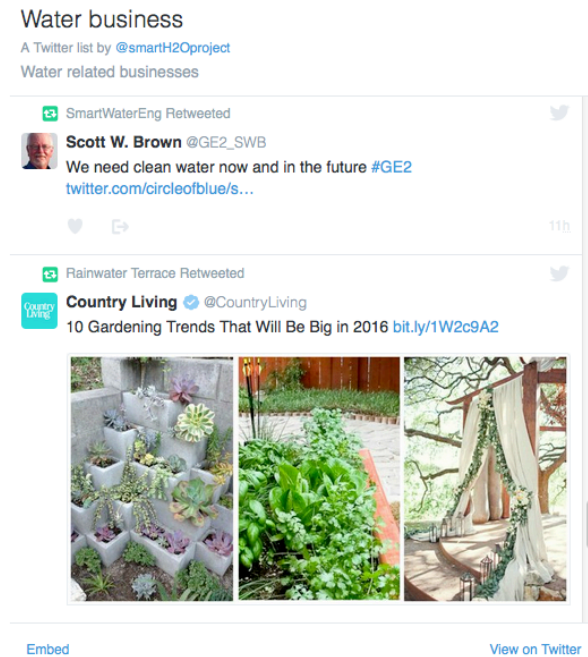 Water business
A Twitter list by @smartH2Oproject
Water related businesses
SmartWaterEng Retweeted
Scott W. Brown @GE2_SWB
We need clean water now and in the future #GE2
twitter.com/circleofblue/s…
11h
Rainwater Terrace Retweeted
Country Living
Country Living @CountryLiving
10 Gardening Trends That Will Be Big in 2016 bit.ly/1W2c9A2
Embed
View on Twitter